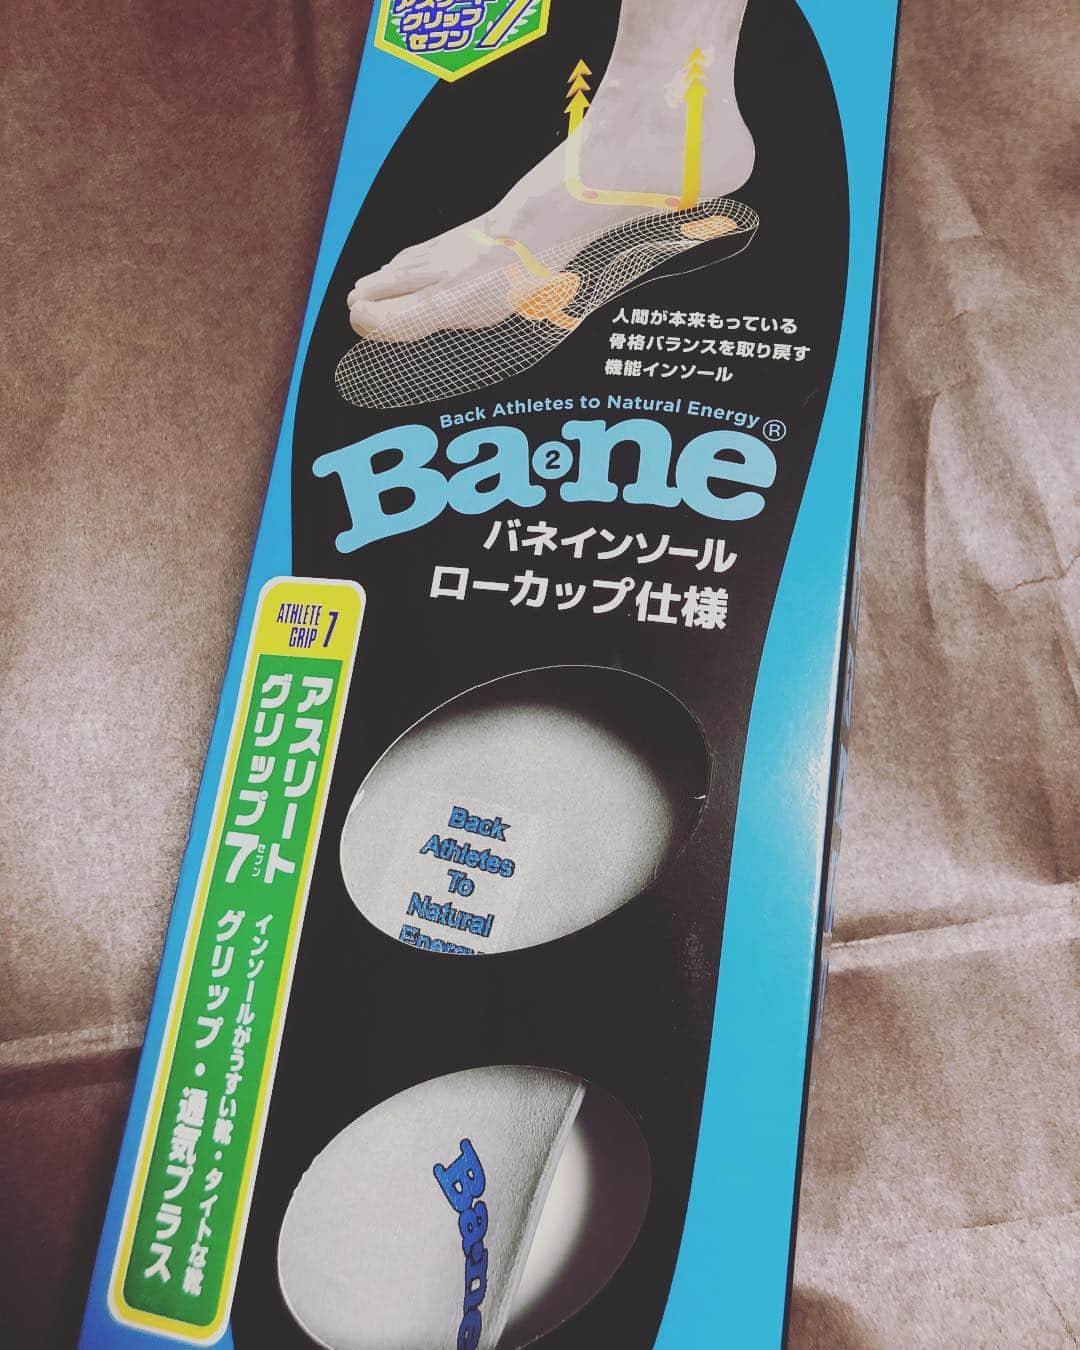 アスリート
グリップ
セブン 7
人間が本来もっている
骨格バランスを取り戻す
機能インソール
Back Athletes to Natural Energy
Ba2ne®
バネインソール
ローカップ仕様
ATHLETE
GRIP 7
アスリート
グリップ7セブン
インソールがうすい靴・タイトな靴
グリップ・通気プラス
Back
Athletes
To
Natural
Energy
Ba2ne